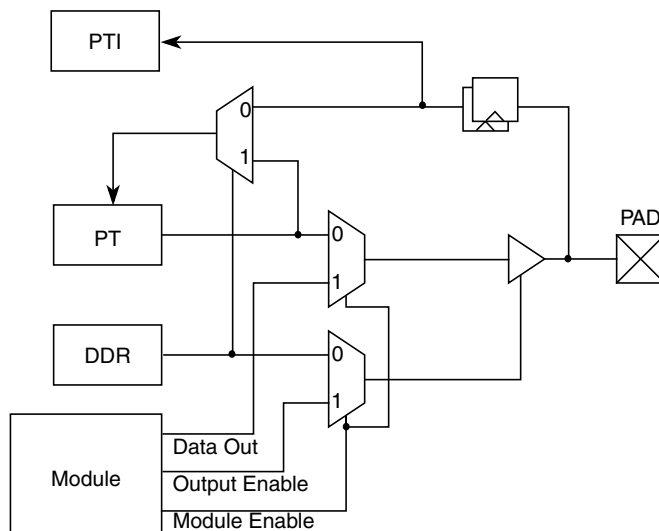 PTI
0
1
PT
0
1
PAD
DDR
0
1
Module
Data Out
Output Enable
Module Enable